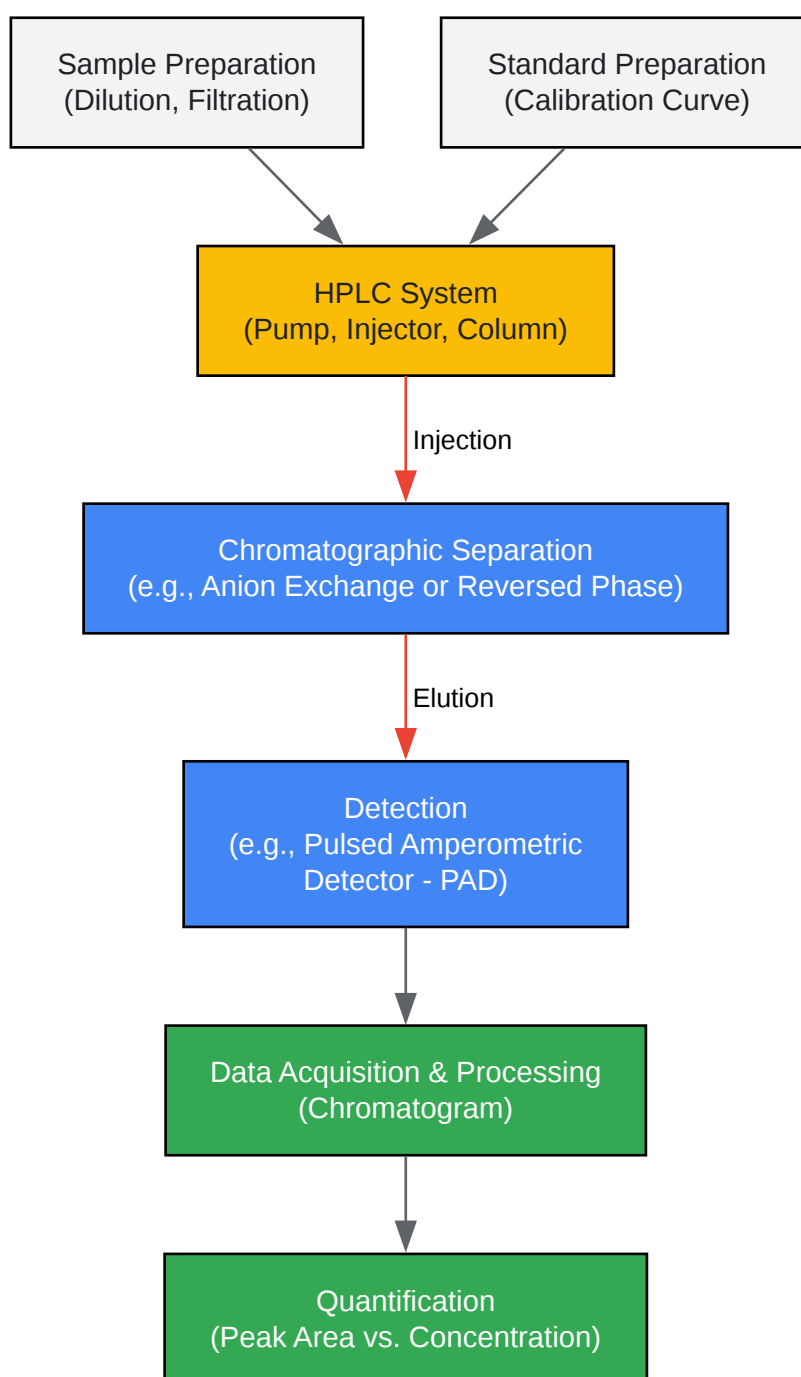 Sample Preparation
(Dilution, Filtration)
Standard Preparation
(Calibration Curve)
HPLC System
(Pump, Injector, Column)
Injection
Chromatographic Separation
(e.g., Anion Exchange or Reversed Phase)
Elution
Detection
(e.g., Pulsed Amperometric
Detector - PAD)
Data Acquisition & Processing
(Chromatogram)
Quantification
(Peak Area vs. Concentration)